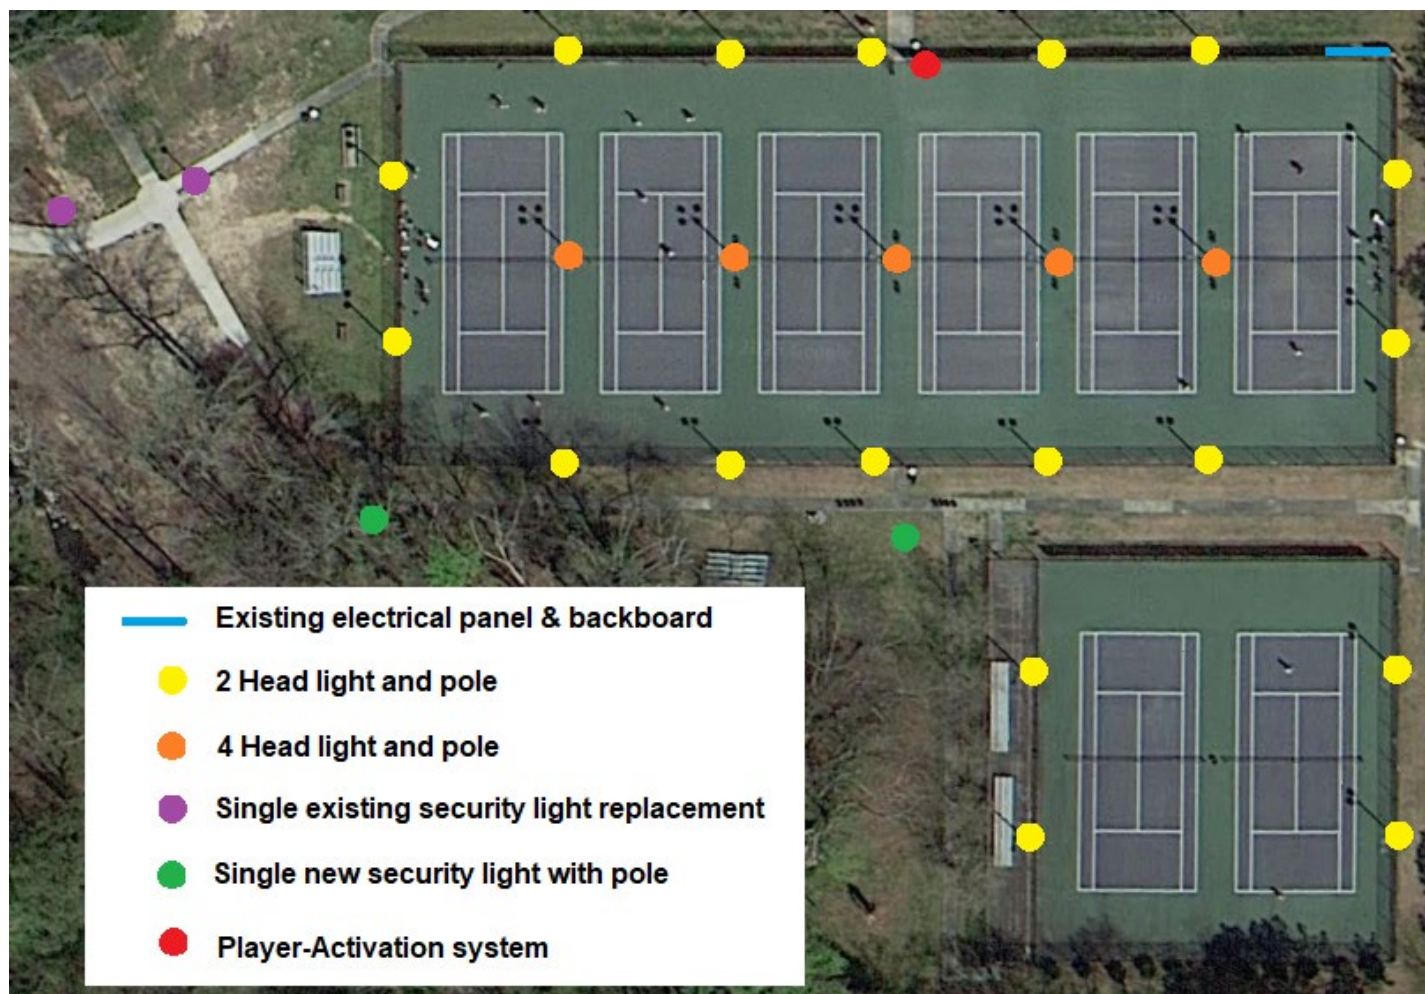 Existing electrical panel & backboard
2 Head light and pole
4 Head light and pole
Single existing security light replacement
Single new security light with pole
Player-Activation system